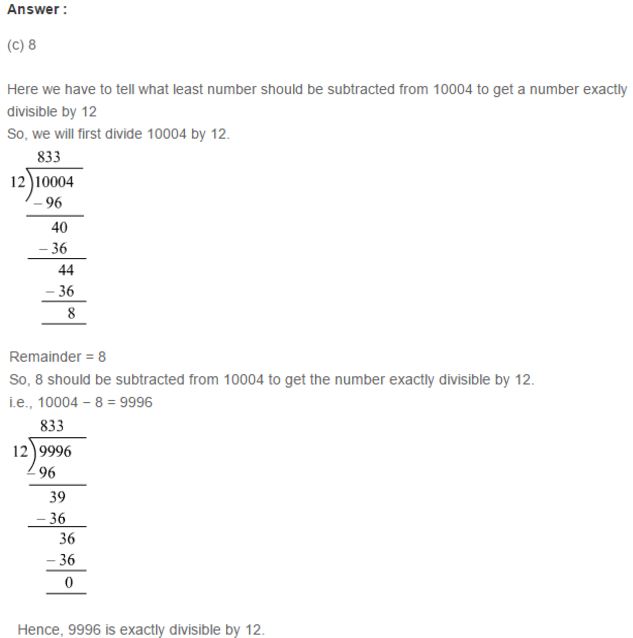 Answer :
(c) 8
Here we have to tell what least number should be subtracted from 10004 to get a number exactly
divisible by 12
So, we will first divide 10004 by 12.
833
12)10004
– 96
40
– 36
44
– 36
8
Remainder = 8
So, 8 should be subtracted from 10004 to get the number exactly divisible by 12.
i.e., 10004 – 8 = 9996
833
12)9996
– 96
39
– 36
36
– 36
0
Hence, 9996 is exactly divisible by 12.